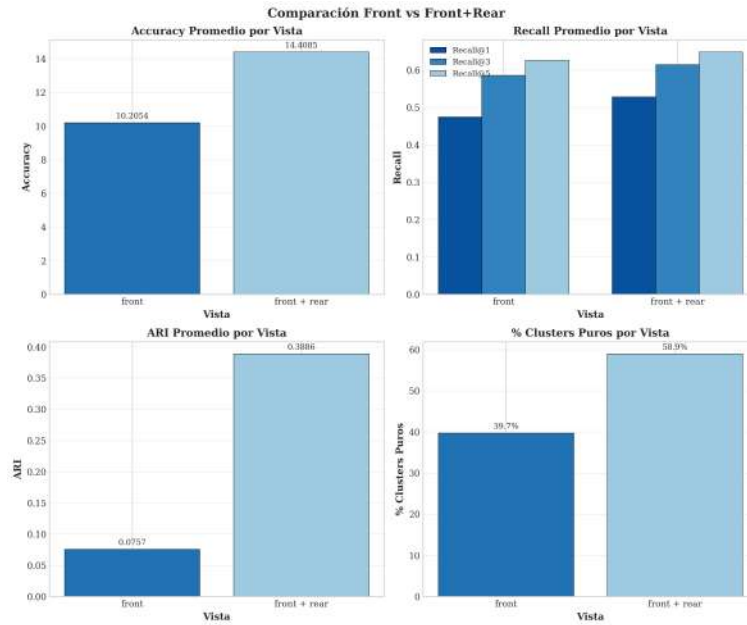 Comparación Front vs Front+Rear
Accuracy Promedio por Vista
14.4085
14
12
10.2054
10
8
6
4
2
0
Accuracy
front
front + rear
Vista
Recall Promedio por Vista
Recall@1
Recall@3
Recall@5
0.6
0.5
0.4
0.3
0.2
0.1
0.0
Recall
front
front + rear
Vista
ARI Promedio por Vista
0.40
0.3886
0.35
0.30
0.25
0.20
0.15
0.10
0.0757
0.05
0.00
ARI
front
front + rear
Vista
% Clusters Puros por Vista
60
58.9%
50
40
39.7%
30
20
10
0
% Clusters Puros
front
front + rear
Vista